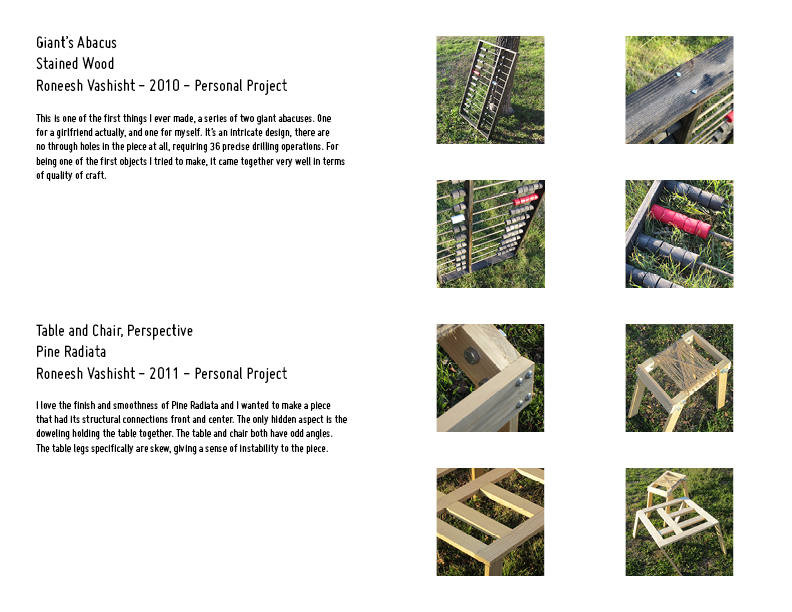 Giant's Abacus
Stained Wood
Roneesh Vashisht - 2010 - Personal Project
This is one of the first things I ever made, a series of two giant abacuses. One
for a girlfriend actually, and one for myself. It's an intricate design, there are
no through holes in the piece at all, requiring 36 precise drilling operations. For
being one of the first objects I tried to make, it came together very well in terms
of quality of craft.
Table and Chair, Perspective
Pine Radiata
Roneesh Vashisht - 2011 - Personal Project
I love the finish and smoothness of Pine Radiata and I wanted to make a piece
that had its structural connections front and center. The only hidden aspect is the
doweling holding the table together. The table and chair both have odd angles.
The table legs specifically are skew, giving a sense of instability to the piece.